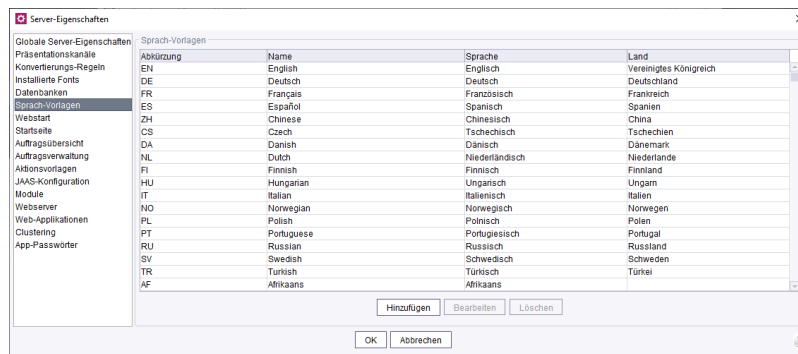 Server-Eigenschaften
Globale Server-Eigenschaften
Präsentationskanäle
Konvertierungs-Regeln
Installierte Fonts
Datenbanken
Sprach-Vorlagen
Webstart
Startseite
Auftragsübersicht
Auftragsverwaltung
Aktionsvorlagen
JAAS-Konfiguration
Module
Webserver
Web-Applikationen
Clustering
App-Passwörter
Sprach-Vorlagen
Abkürzung Name Sprache Land
EN English Englisch Vereinigtes Königreich
DE Deutsch Deutsch Deutschland
FR Français Französisch Frankreich
ES Español Spanisch Spanien
ZH Chinese Chinesisch China
CS Czech Tschechisch Tschechien
DA Danish Dänisch Dänemark
NL Dutch Niederländisch Niederlande
FI Finnish Finnisch Finnland
HU Hungarian Ungarisch Ungarn
IT Italian Italienisch Italien
NO Norwegian Norwegisch Norwegen
PL Polish Polnisch Polen
PT Portuguese Portugiesisch Portugal
RU Russian Russisch Russland
SV Swedish Schwedisch Schweden
TR Turkish Türkisch Türkei
AF Afrikaans Afrikaans
Hinzufügen Bearbeiten Löschen
OK Abbrechen